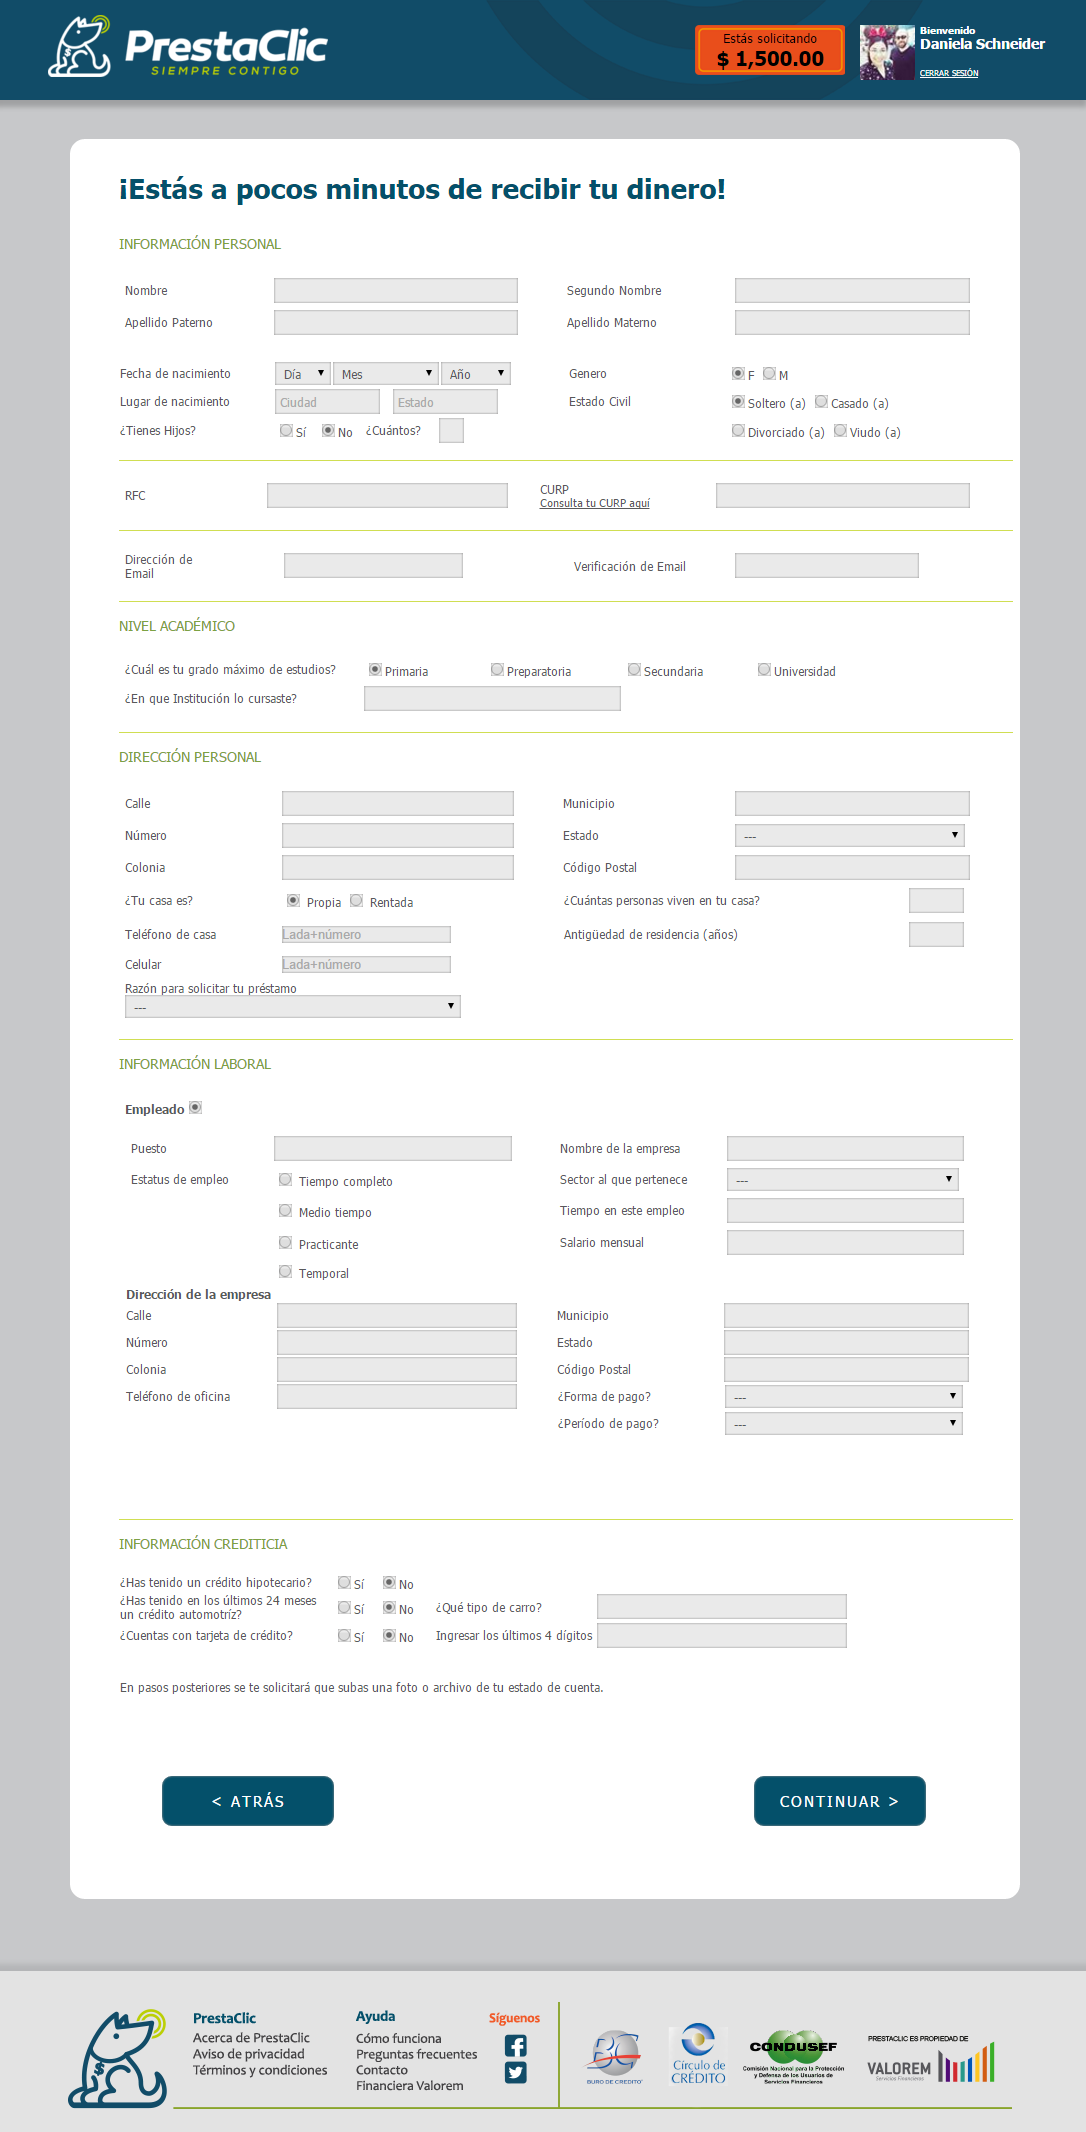 PrestaClic
SIEMPRE CONTIGO
Estás solicitando
$ 1,500.00
Bienvenido
Daniela Schneider
CERRAR SESIÓN
¡Estás a pocos minutos de recibir tu dinero!
INFORMACIÓN PERSONAL
Nombre
Segundo Nombre
Apellido Paterno
Apellido Materno
Fecha de nacimiento Día Mes Año
Genero F M
Lugar de nacimiento Ciudad Estado
Estado Civil Soltero (a) Casado (a)
¿Tienes Hijos? Sí No ¿Cuántos?
Divorciado (a) Viudo (a)
RFC
CURP
Consulta tu CURP aquí
Dirección de
Email
Verificación de Email
NIVEL ACADÉMICO
¿Cuál es tu grado máximo de estudios? Primaria Preparatoria Secundaria Universidad
¿En que Institución lo cursaste?
DIRECCIÓN PERSONAL
Calle
Municipio
Número
Estado ---
Colonia
Código Postal
¿Tu casa es? Propia Rentada
¿Cuántas personas viven en tu casa?
Teléfono de casa Lada+número
Antigüedad de residencia (años)
Celular Lada+número
Razón para solicitar tu préstamo
---
INFORMACIÓN LABORAL
Empleado
Puesto
Nombre de la empresa
Estatus de empleo Tiempo completo
Sector al que pertenece ---
Medio tiempo
Tiempo en este empleo
Practicante
Salario mensual
Temporal
Dirección de la empresa
Calle
Municipio
Número
Estado
Colonia
Código Postal
Teléfono de oficina
¿Forma de pago? ---
¿Período de pago? ---
INFORMACIÓN CREDITICIA
¿Has tenido un crédito hipotecario? Sí No
¿Has tenido en los últimos 24 meses
un crédito automotríz? Sí No ¿Qué tipo de carro?
¿Cuentas con tarjeta de crédito? Sí No Ingresar los últimos 4 dígitos
En pasos posteriores se te solicitará que subas una foto o archivo de tu estado de cuenta.
< ATRÁS
CONTINUAR >
PrestaClic
Acerca de PrestaClic
Aviso de privacidad
Términos y condiciones
Ayuda
Cómo funciona
Preguntas frecuentes
Contacto
Financiera Valorem
Síguenos
BC
BURO DE CREDITO
Círculo de
CRÉDITO
CONDUSEF
Comisión Nacional para la Protección
y Defensa de los Usuarios de
Servicios Financieros
PRESTACLIC ES PROPIEDAD DE
VALOREM
Servicios Financieros